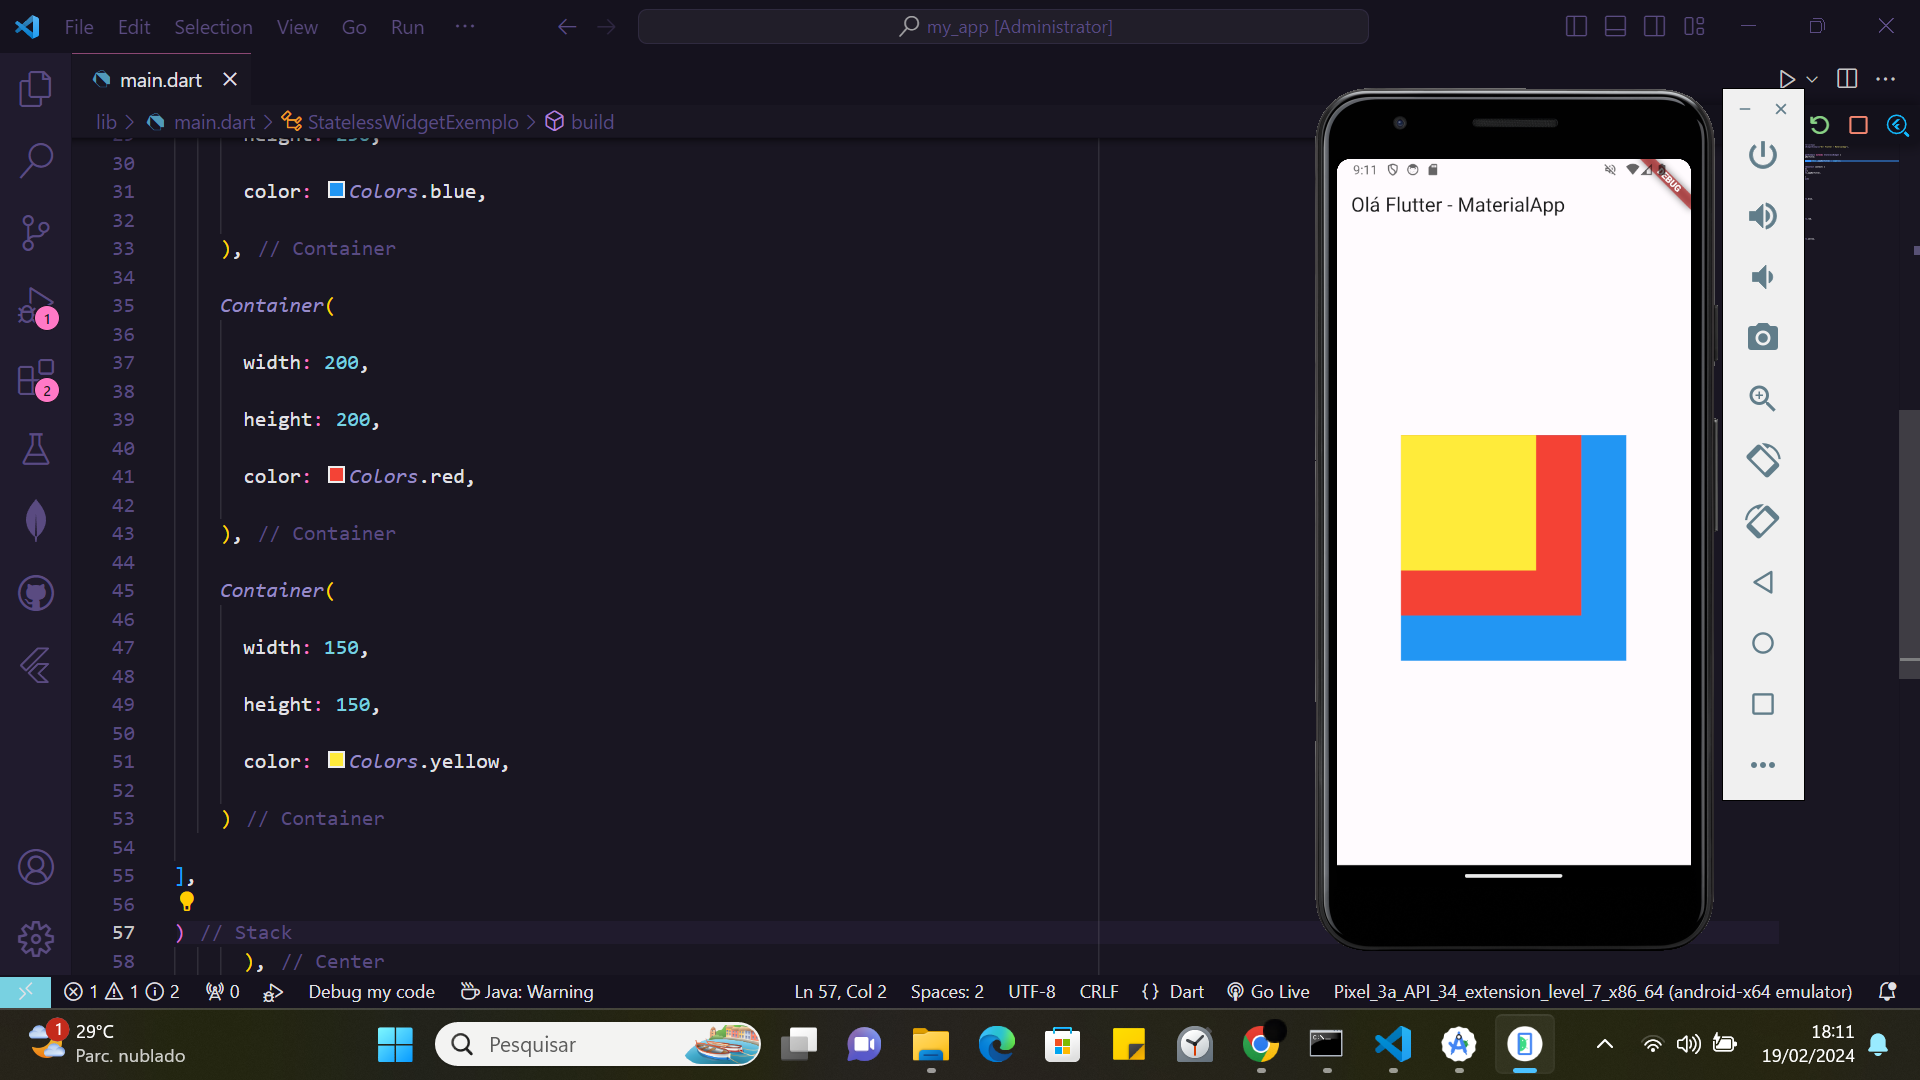 File Edit Selection View Go Run ···
my_app [Administrator]
main.dart
lib > main.dart > StatelessWidgetExemplo > build
height: 250,
30
31 color: Colors.blue,
32
33 ), // Container
34
35 Container(
36
37 width: 200,
38
39 height: 200,
40
41 color: Colors.red,
42
43 ), // Container
44
45 Container(
46
47 width: 150,
48
49 height: 150,
50
51 color: Colors.yellow,
52
53 ) // Container
54
55 ],
56
57 ) // Stack
58 ), // Center
1
2
9:11
DEBUG
Olá Flutter - MaterialApp
1 1 2 0 Debug my code Java: Warning
Ln 57, Col 2 Spaces: 2 UTF-8 CRLF {} Dart Go Live Pixel_3a_API_34_extension_level_7_x86_64 (android-x64 emulator)
1
29°C
Parc. nublado
Pesquisar
18:11
19/02/2024